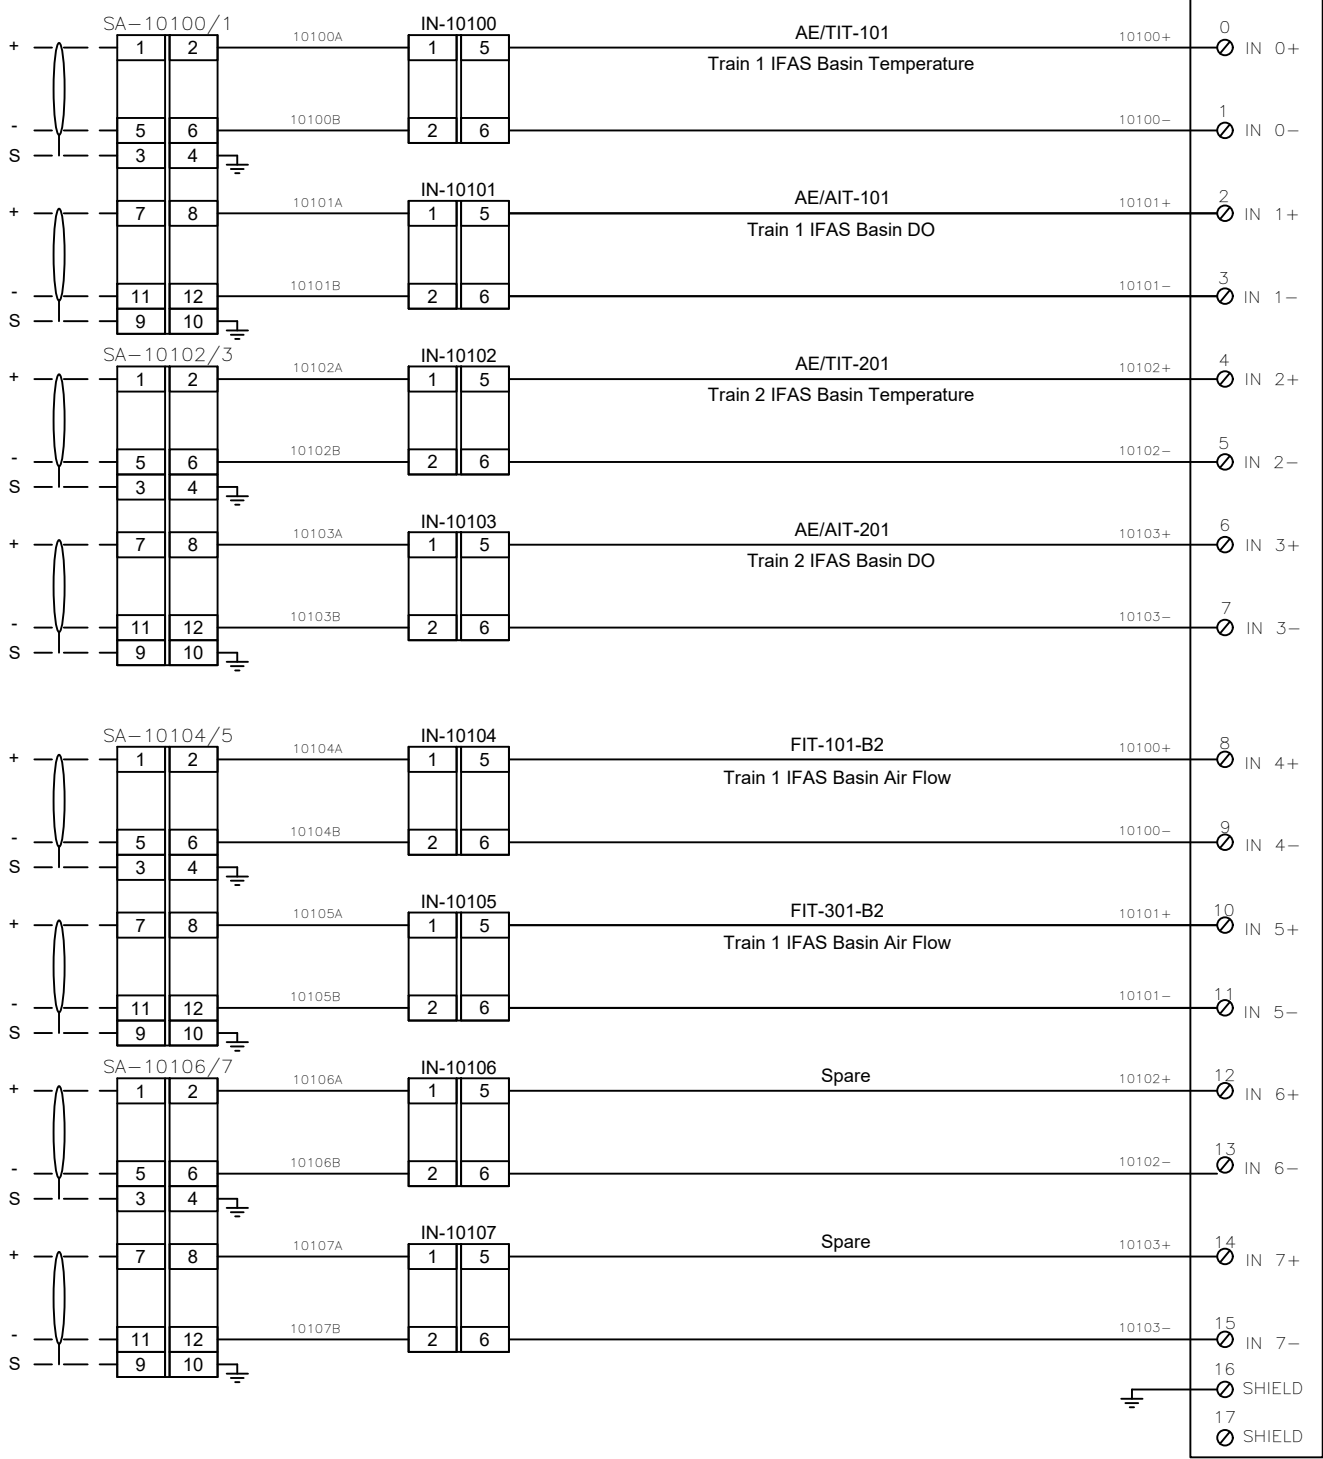 SA-10100/1 IN-10100 AE/TIT-101 0
+ 1 2 10100A 1 5 10100+ IN 0+
Train 1 IFAS Basin Temperature
- 5 6 10100B 2 6 10100- 1 IN 0-
S 3 4
IN-10101 AE/AIT-101 2
+ 7 8 10101A 1 5 10101+ IN 1+
Train 1 IFAS Basin DO
- 11 12 10101B 2 6 10101- 3 IN 1-
S 9 10
SA-10102/3 IN-10102 AE/TIT-201 4
+ 1 2 10102A 1 5 10102+ IN 2+
Train 2 IFAS Basin Temperature
- 5 6 10102B 2 6 10102- 5 IN 2-
S 3 4
IN-10103 AE/AIT-201 6
+ 7 8 10103A 1 5 10103+ IN 3+
Train 2 IFAS Basin DO
- 11 12 10103B 2 6 10103- 7 IN 3-
S 9 10
SA-10104/5 IN-10104 FIT-101-B2 8
+ 1 2 10104A 1 5 10100+ IN 4+
Train 1 IFAS Basin Air Flow
- 5 6 10104B 2 6 10100- 9 IN 4-
S 3 4
IN-10105 FIT-301-B2 10
+ 7 8 10105A 1 5 10101+ IN 5+
Train 1 IFAS Basin Air Flow
- 11 12 10105B 2 6 10101- 11 IN 5-
S 9 10
SA-10106/7 IN-10106 Spare 12
+ 1 2 10106A 1 5 10102+ IN 6+
- 5 6 10106B 2 6 10102- 13 IN 6-
S 3 4
IN-10107 Spare 14
+ 7 8 10107A 1 5 10103+ IN 7+
- 11 12 10107B 2 6 10103- 15 IN 7-
S 9 10
16 SHIELD
17 SHIELD